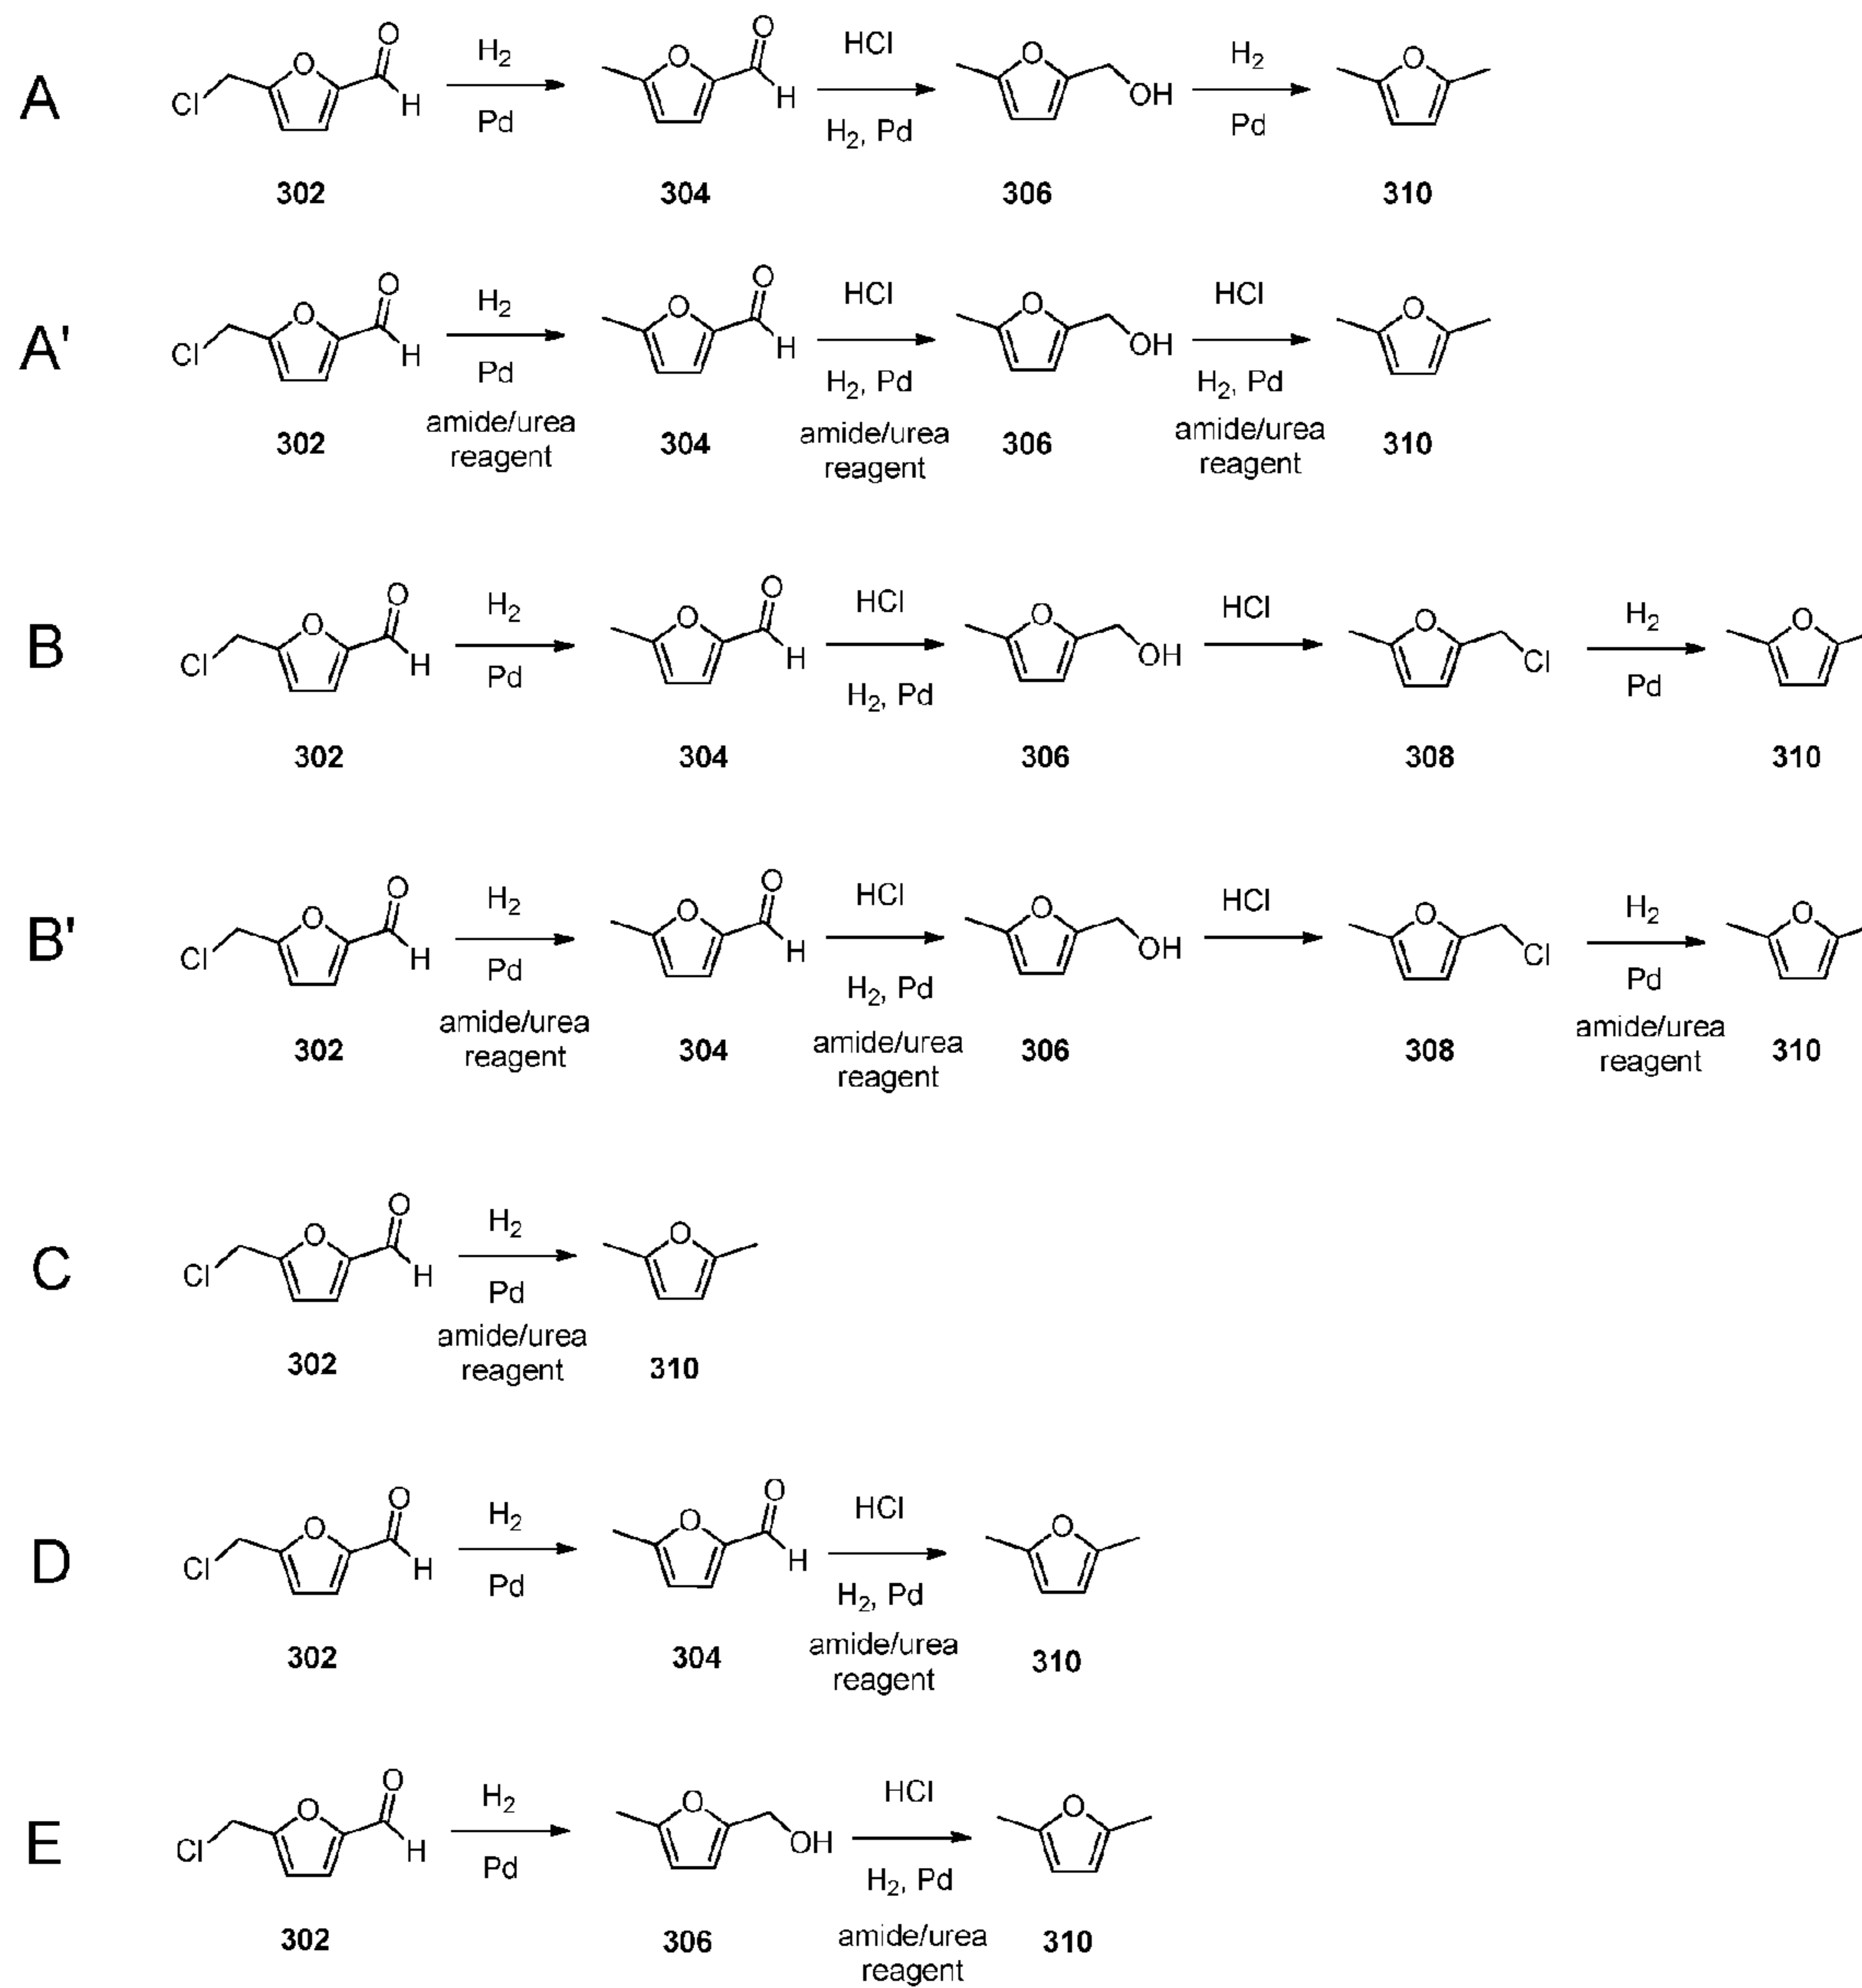 A
Cl O O H
H₂
Pd
O O H
HCl
H₂, Pd
O OH
H₂
Pd
O
302 304 306 310
A'
Cl O O H
H₂
Pd
amide/urea
reagent
O O H
HCl
H₂, Pd
amide/urea
reagent
O OH
HCl
H₂, Pd
amide/urea
reagent
O
302 304 306 310
B
Cl O O H
H₂
Pd
O O H
HCl
H₂, Pd
O OH
HCl
O Cl
H₂
Pd
O
302 304 306 308 310
B'
Cl O O H
H₂
Pd
amide/urea
reagent
O O H
HCl
H₂, Pd
amide/urea
reagent
O OH
HCl
O Cl
H₂
Pd
amide/urea
reagent
O
302 304 306 308 310
C
Cl O O H
H₂
Pd
amide/urea
reagent
O
302 310
D
Cl O O H
H₂
Pd
O O H
HCl
H₂, Pd
amide/urea
reagent
O
302 304 310
E
Cl O O H
H₂
Pd
O OH
HCl
H₂, Pd
amide/urea
reagent
O
302 306 310